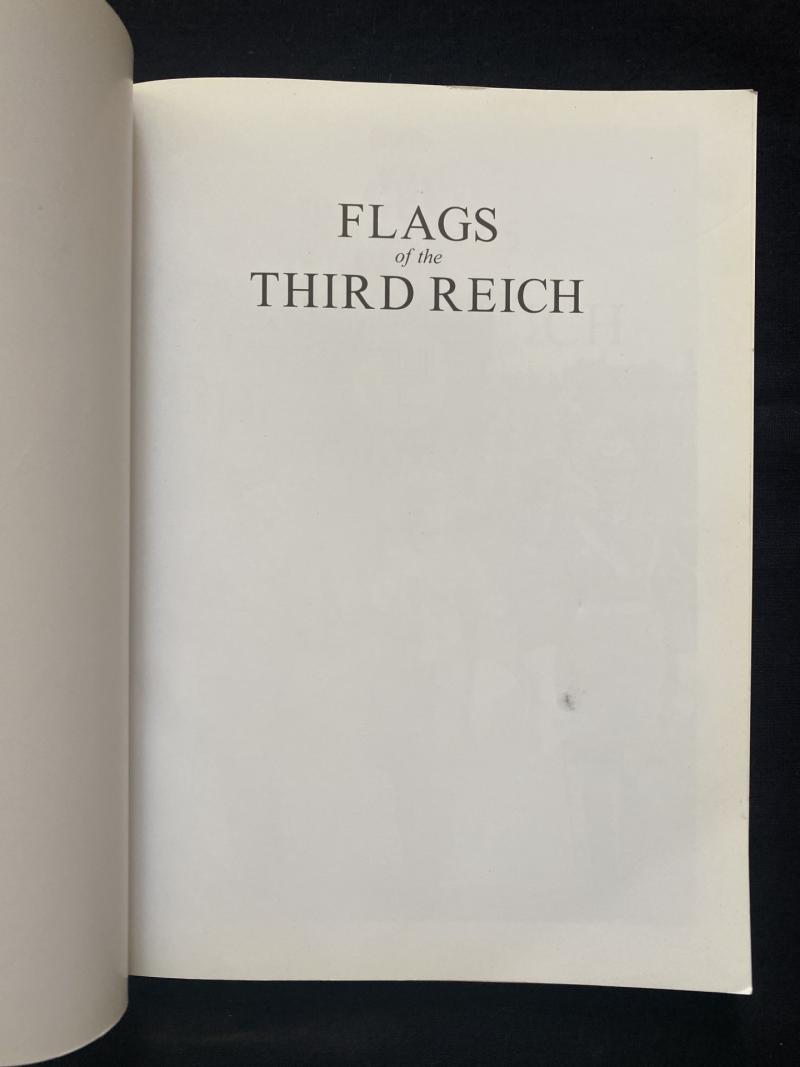 FLAGS
of the
THIRD REICH